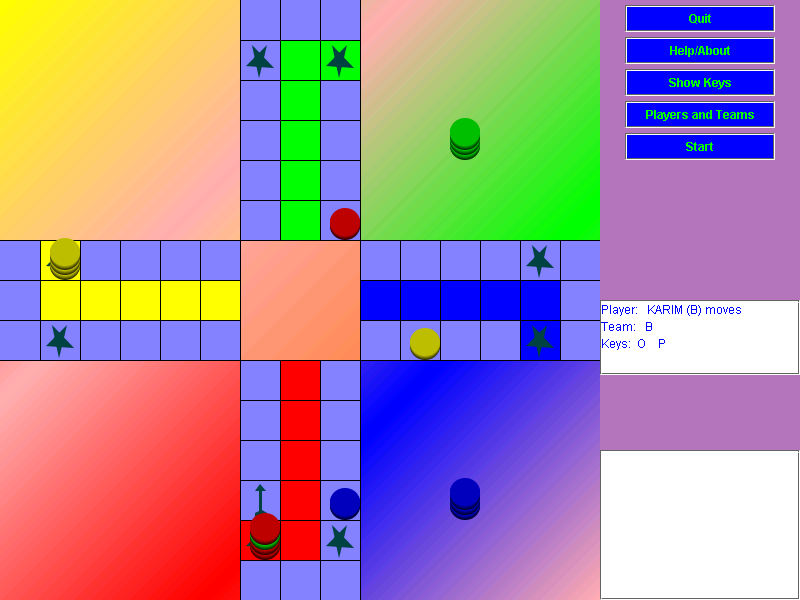 Quit
Help/About
Show Keys
Players and Teams
Start
Player: KARIM (B) moves
Team: B
Keys: O P